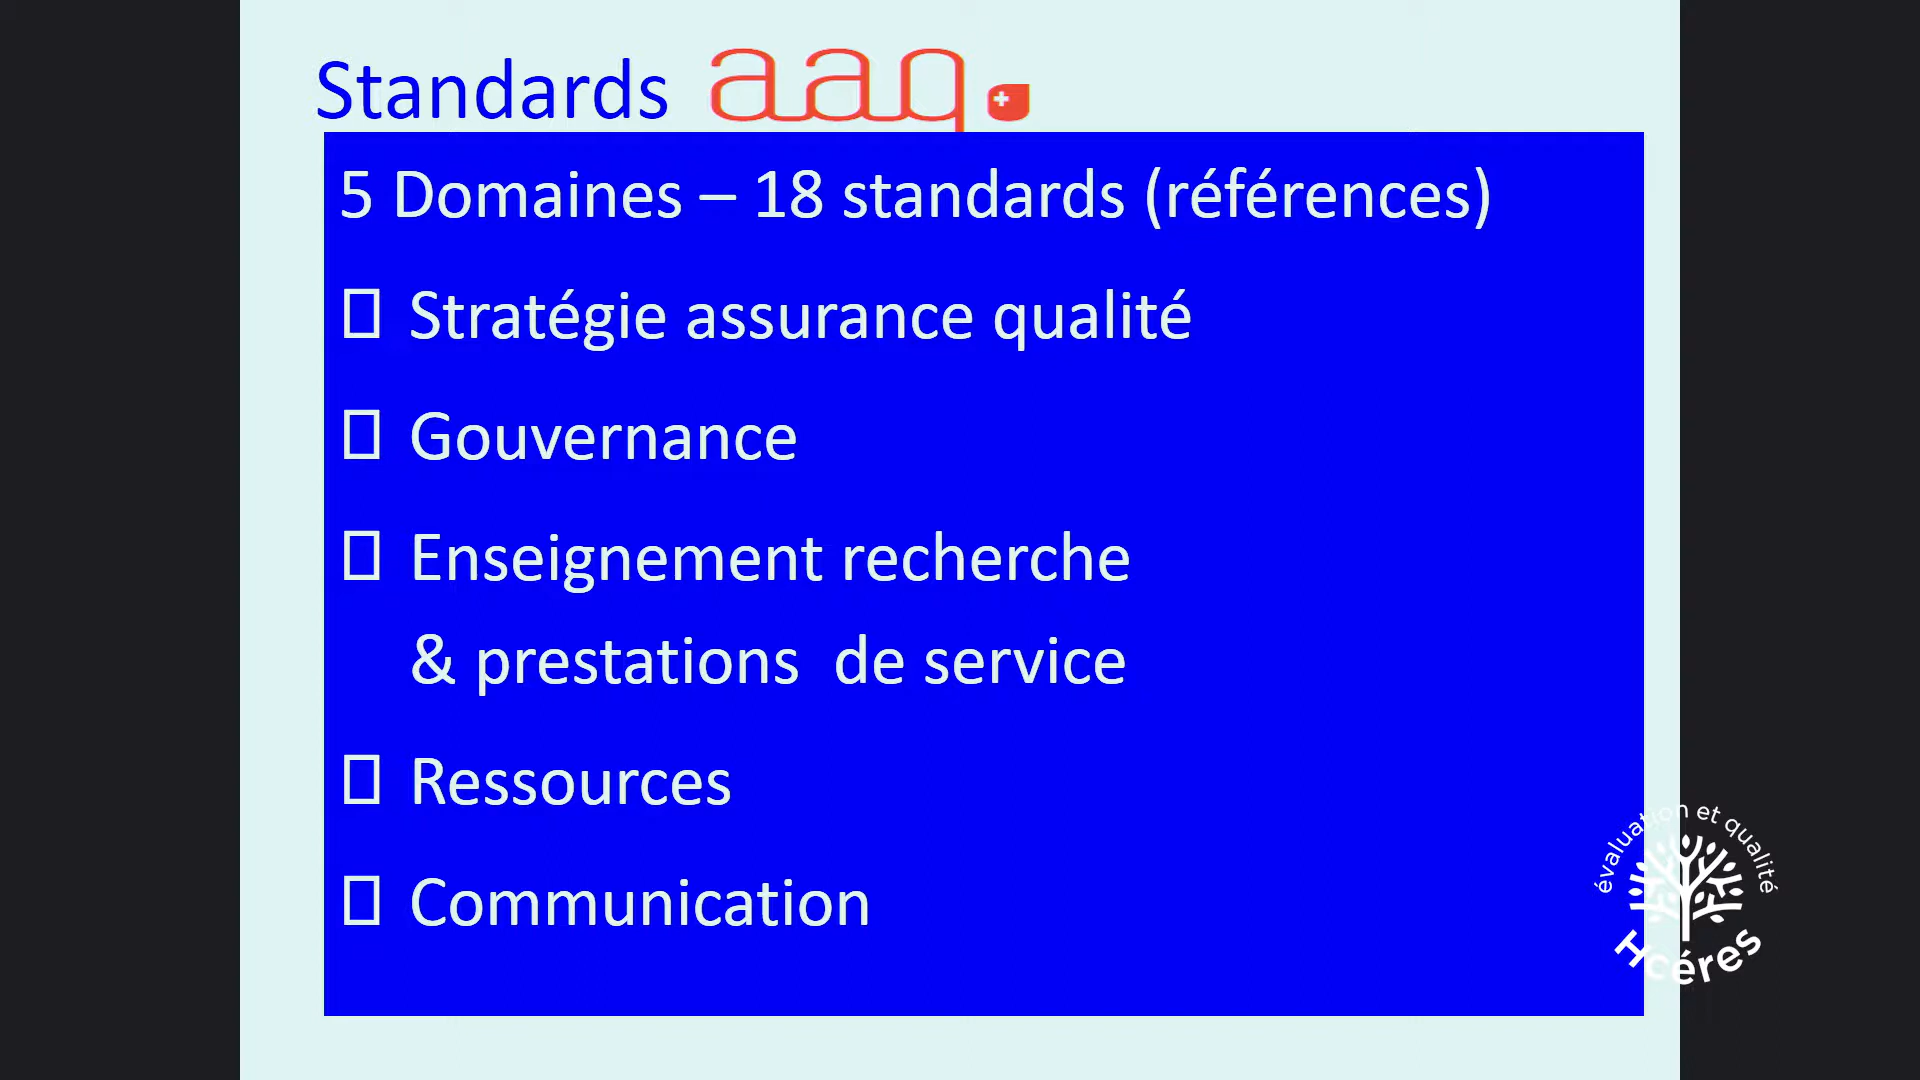 Standards aaq.
5 Domaines – 18 standards (références)
Stratégie assurance qualité
Gouvernance
Enseignement recherche
& prestations de service
Ressources
Communication
évaluation et qualité
Hcéres